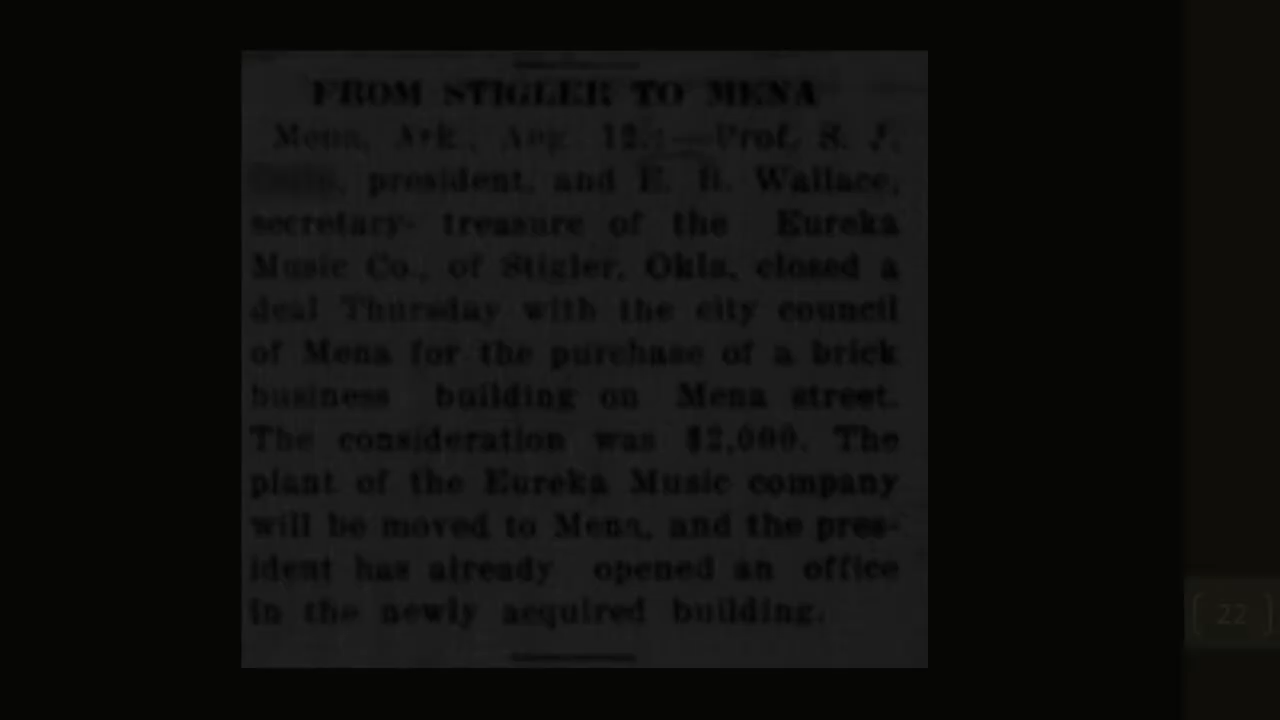 FROM STIGLER TO MENA
Mena, Ark., Aug. 12.:—Prof. S. J.
president, and E. B. Wallace,
secretary- treasure of the Eureka
Music Co., of Stigler, Okla, closed a
deal Thursday with the city council
of Mena for the purchase of a brick
business building on Mena street.
The consideration was $2,000. The
plant of the Eureka Music company
will be moved to Mena, and the pres-
ident has already opened an office
in the newly acquired building.
22